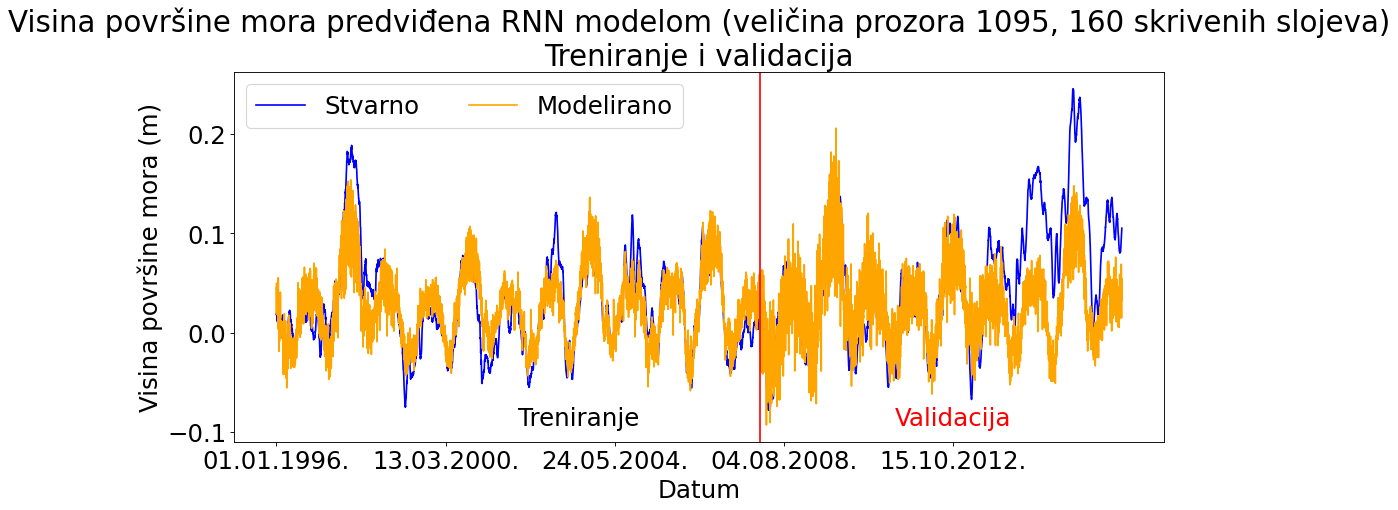 Visina površine mora predviđena RNN modelom (veličina prozora 1095, 160 skrivenih slojeva)
Treniranje i validacija
Stvarno
Modelirano
Visina površine mora (m)
0.2
0.1
0.0
−0.1
Treniranje
Validacija
01.01.1996.
13.03.2000.
24.05.2004.
04.08.2008.
15.10.2012.
Datum